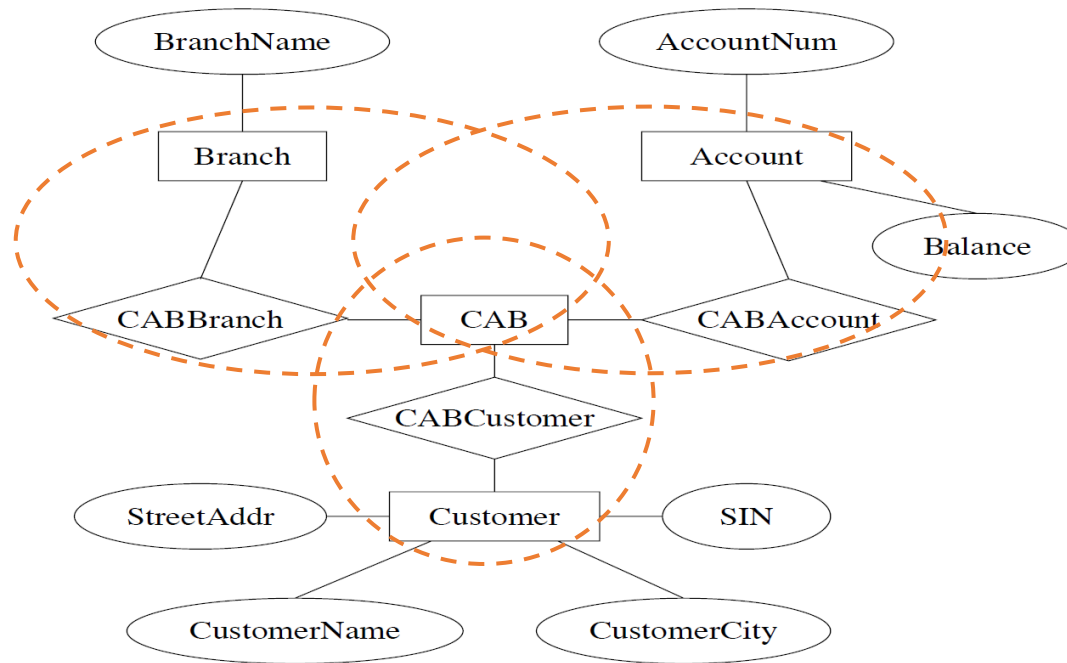 BranchName
AccountNum
Branch
Account
Balance
CABBranch
CAB
CABAccount
CABCustomer
StreetAddr
Customer
SIN
CustomerName
CustomerCity